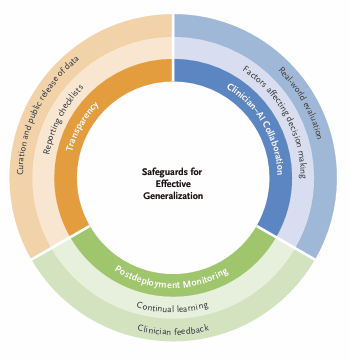 Safeguards for
Effective
Generalization
Transparency
Reporting checklists
Curation and public release of data
Clinician–AI Collaboration
Factors affecting decision making
Real-world evaluation
Postdeployment Monitoring
Continual learning
Clinician feedback